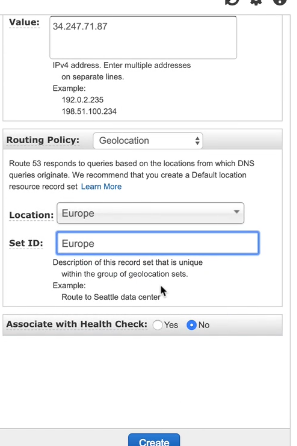 Value:
34.247.71.87
IPv4 address. Enter multiple addresses
on separate lines.
Example:
192.0.2.235
198.51.100.234
Routing Policy: Geolocation
Route 53 responds to queries based on the locations from which DNS
queries originate. We recommend that you create a Default location
resource record set Learn More
Location: Europe
Set ID: Europe
Description of this record set that is unique
within the group of geolocation sets.
Example:
Route to Seattle data center
Associate with Health Check: Yes No
Create